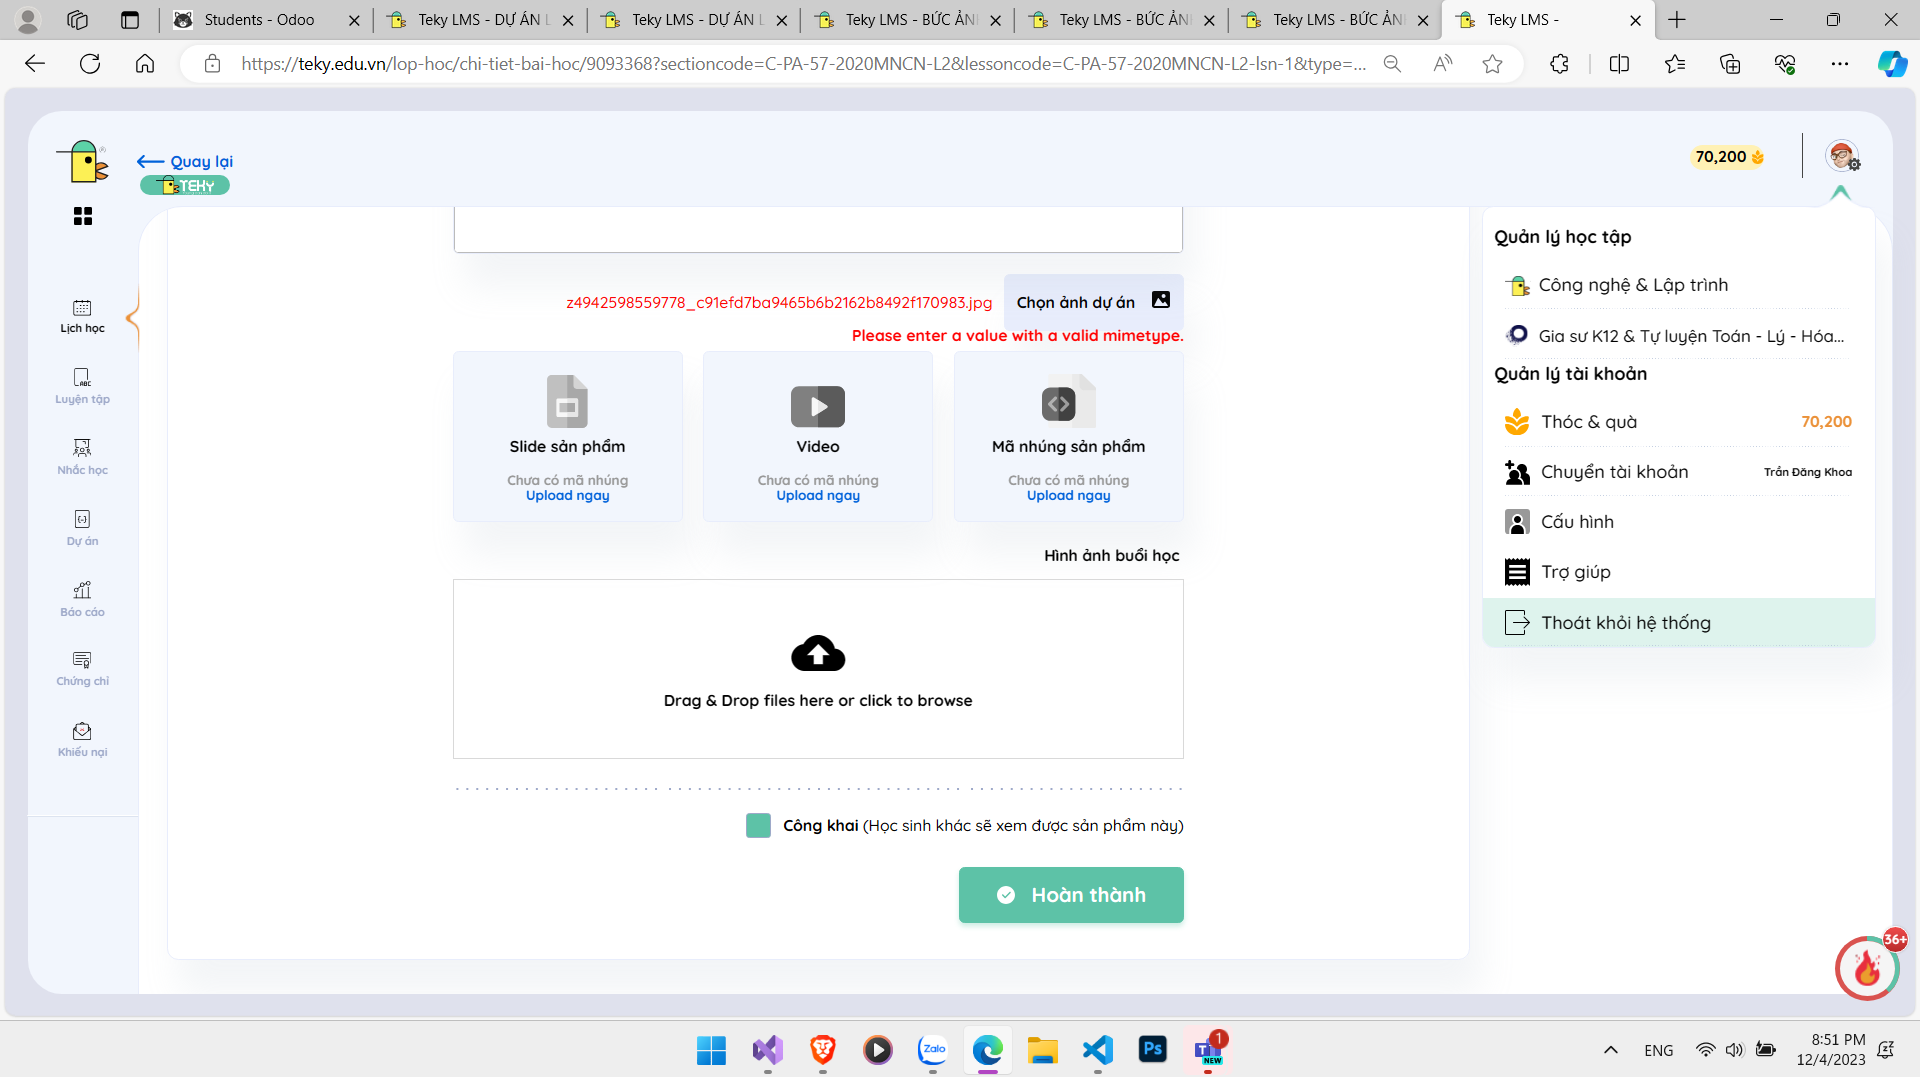 Students - Odoo
Teky LMS - DỰ ÁN L
Teky LMS - DỰ ÁN L
Teky LMS - BỨC ẢNH
Teky LMS - BỨC ẢNH
Teky LMS - BỨC ẢNH
Teky LMS -
https://teky.edu.vn/lop-hoc/chi-tiet-bai-hoc/9093368?sectioncode=C-PA-57-2020MNCN-L2&lessoncode=C-PA-57-2020MNCN-L2-lsn-1&type=...
Quay lại
TEKY
70,200
Lịch học
Luyện tập
Nhắc học
Dự án
Báo cáo
Chứng chỉ
Khiếu nại
z4942598559778_c91efd7ba9465b6b2162b8492f170983.jpg
Chọn ảnh dự án
Please enter a value with a valid mimetype.
Slide sản phẩm
Chưa có mã nhúng
Upload ngay
Video
Chưa có mã nhúng
Upload ngay
Mã nhúng sản phẩm
Chưa có mã nhúng
Upload ngay
Hình ảnh buổi học
Drag & Drop files here or click to browse
Công khai (Học sinh khác sẽ xem được sản phẩm này)
Hoàn thành
Quản lý học tập
Công nghệ & Lập trình
Gia sư K12 & Tự luyện Toán - Lý - Hóa...
Quản lý tài khoản
Thóc & quà 70,200
Chuyển tài khoản Trần Đăng Khoa
Cấu hình
Trợ giúp
Thoát khỏi hệ thống
36+
Zalo
Ps
1
NEW
ENG
8:51 PM
12/4/2023